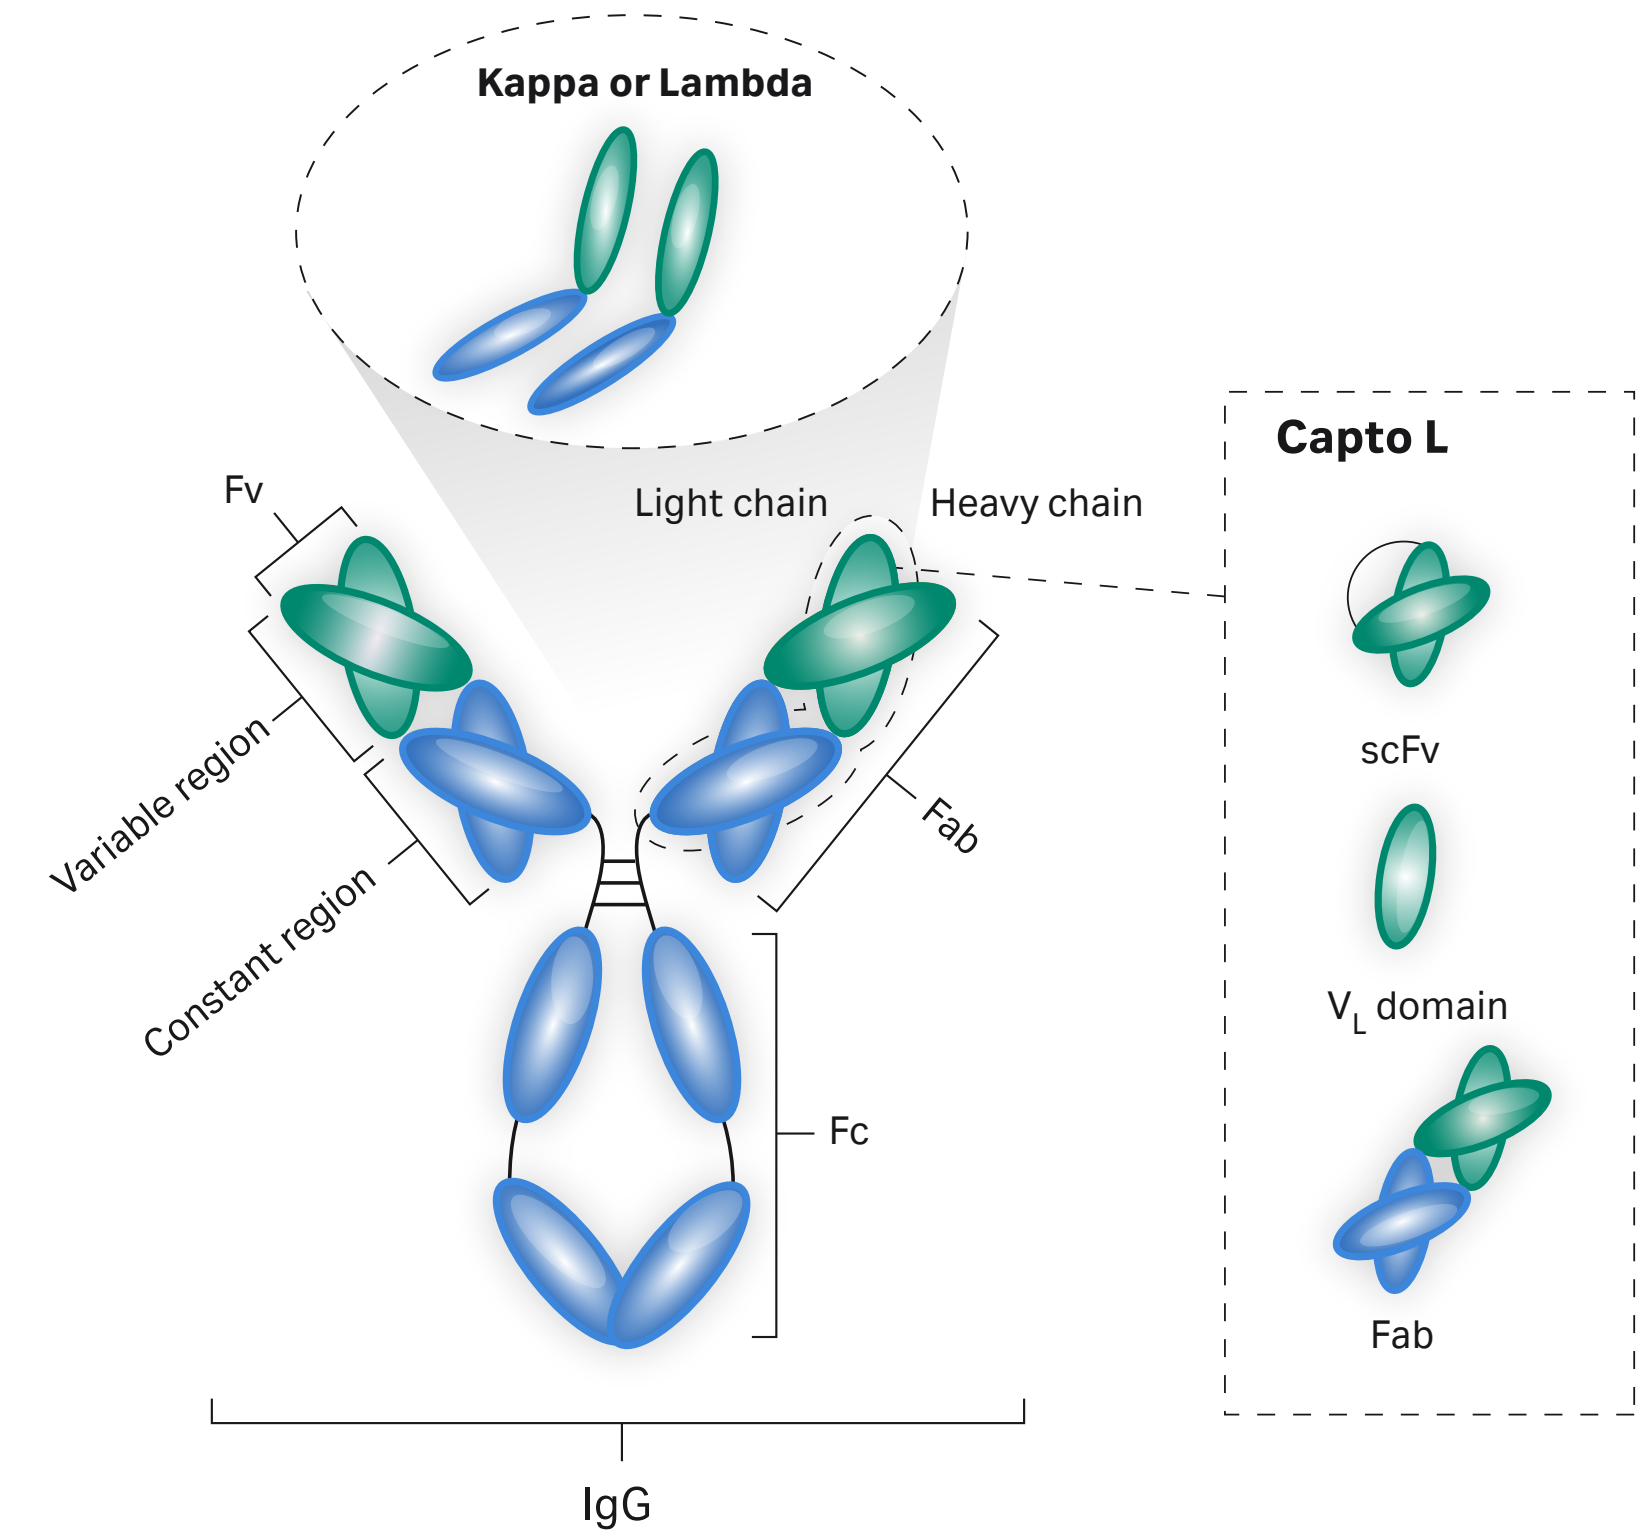 Kappa or Lambda
Fv
Light chain
Heavy chain
Variable region
Constant region
Fab
Fc
IgG
Capto L
scFv
VL domain
Fab